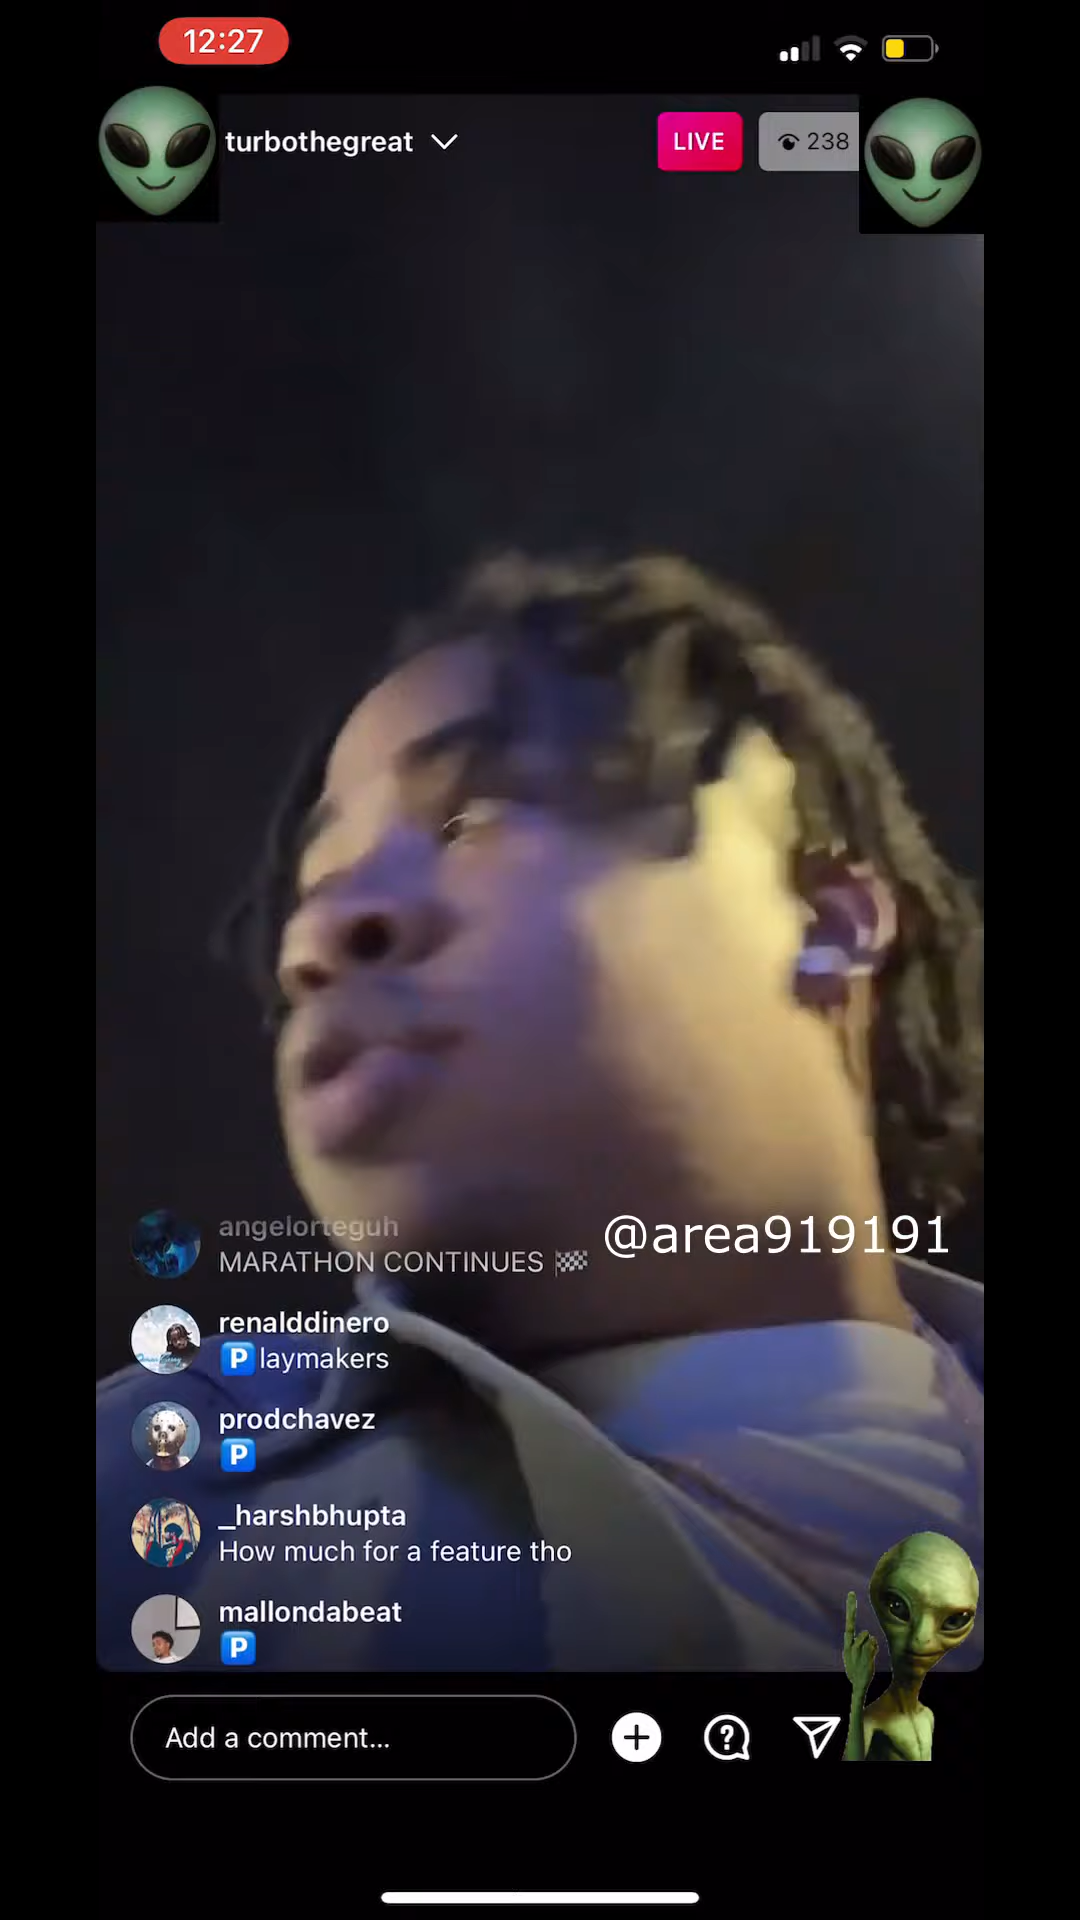 12:27
turbothegreat
LIVE
238
angelorteguh
MARATHON CONTINUES 🏁
@area919191
renalddinero
🅿️laymakers
prodchavez
🅿️
_harshbhupta
How much for a feature tho
mallondabeat
🅿️
Add a comment...